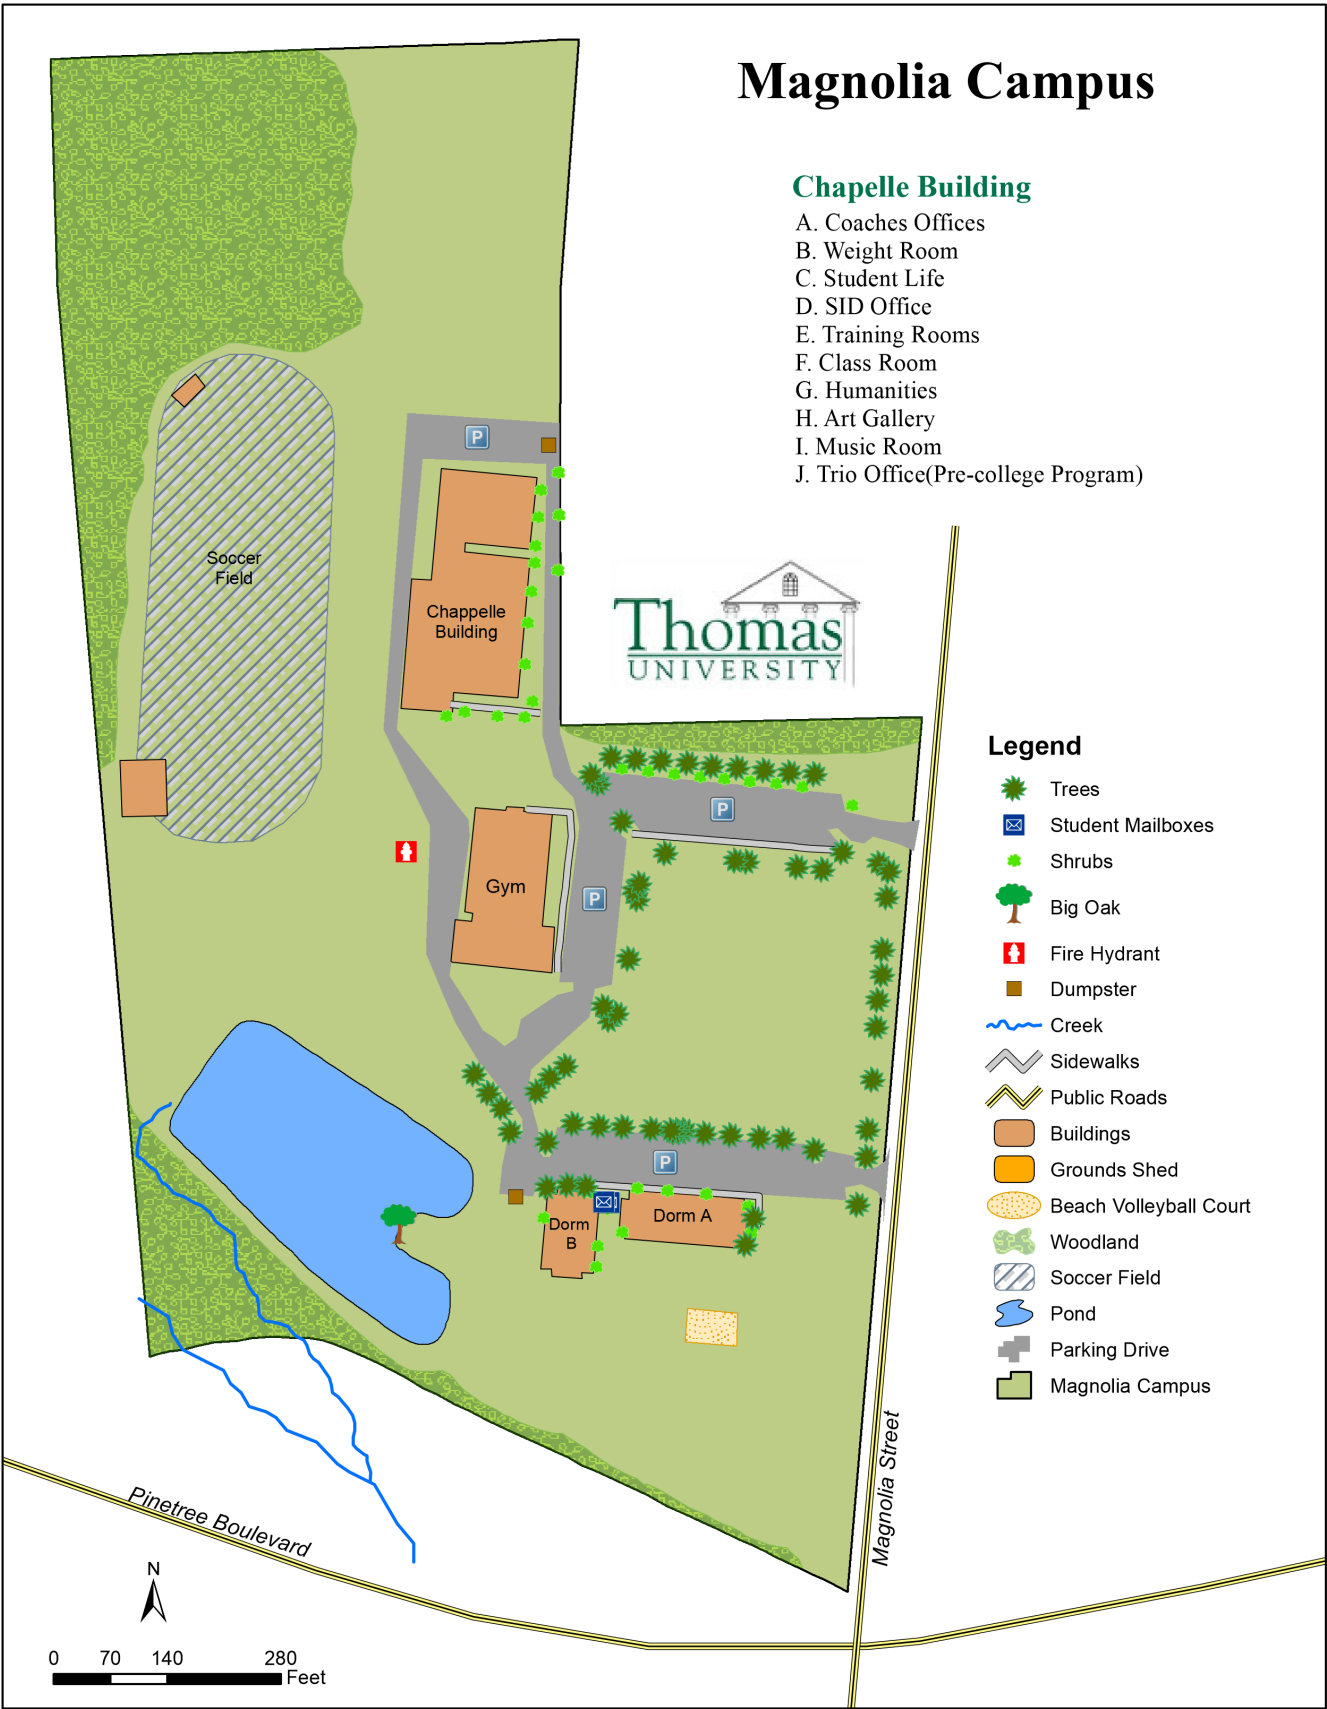 Magnolia Campus
Chapelle Building
A. Coaches Offices
B. Weight Room
C. Student Life
D. SID Office
E. Training Rooms
F. Class Room
G. Humanities
H. Art Gallery
I. Music Room
J. Trio Office(Pre-college Program)
P
Soccer
Field
Chappelle
Building
Thomas
UNIVERSITY
P
Gym
P
P
Dorm
B
Dorm A
Legend
Trees
Student Mailboxes
Shrubs
Big Oak
Fire Hydrant
Dumpster
Creek
Sidewalks
Public Roads
Buildings
Grounds Shed
Beach Volleyball Court
Woodland
Soccer Field
Pond
Parking Drive
Magnolia Campus
Magnolia Street
Pinetree Boulevard
N
0 70 140 280
Feet